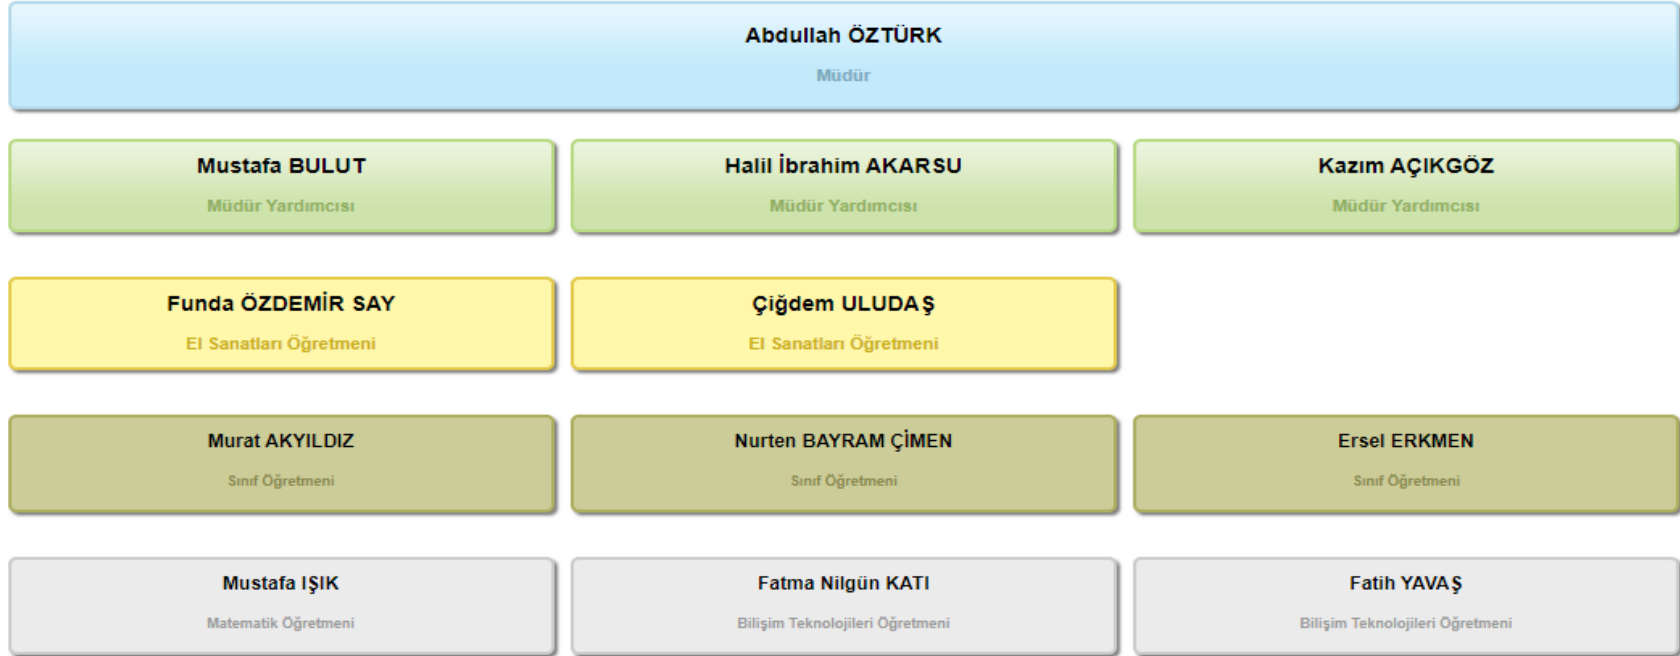 Abdullah ÖZTÜRK
Müdür
Mustafa BULUT
Müdür Yardımcısı
Halil İbrahim AKARSU
Müdür Yardımcısı
Kazım AÇIKGÖZ
Müdür Yardımcısı
Funda ÖZDEMİR SAY
El Sanatları Öğretmeni
Çiğdem ULUDAŞ
El Sanatları Öğretmeni
Murat AKYILDIZ
Sınıf Öğretmeni
Nurten BAYRAM ÇİMEN
Sınıf Öğretmeni
Ersel ERKMEN
Sınıf Öğretmeni
Mustafa IŞIK
Matematik Öğretmeni
Fatma Nilgün KATI
Bilişim Teknolojileri Öğretmeni
Fatih YAVAŞ
Bilişim Teknolojileri Öğretmeni